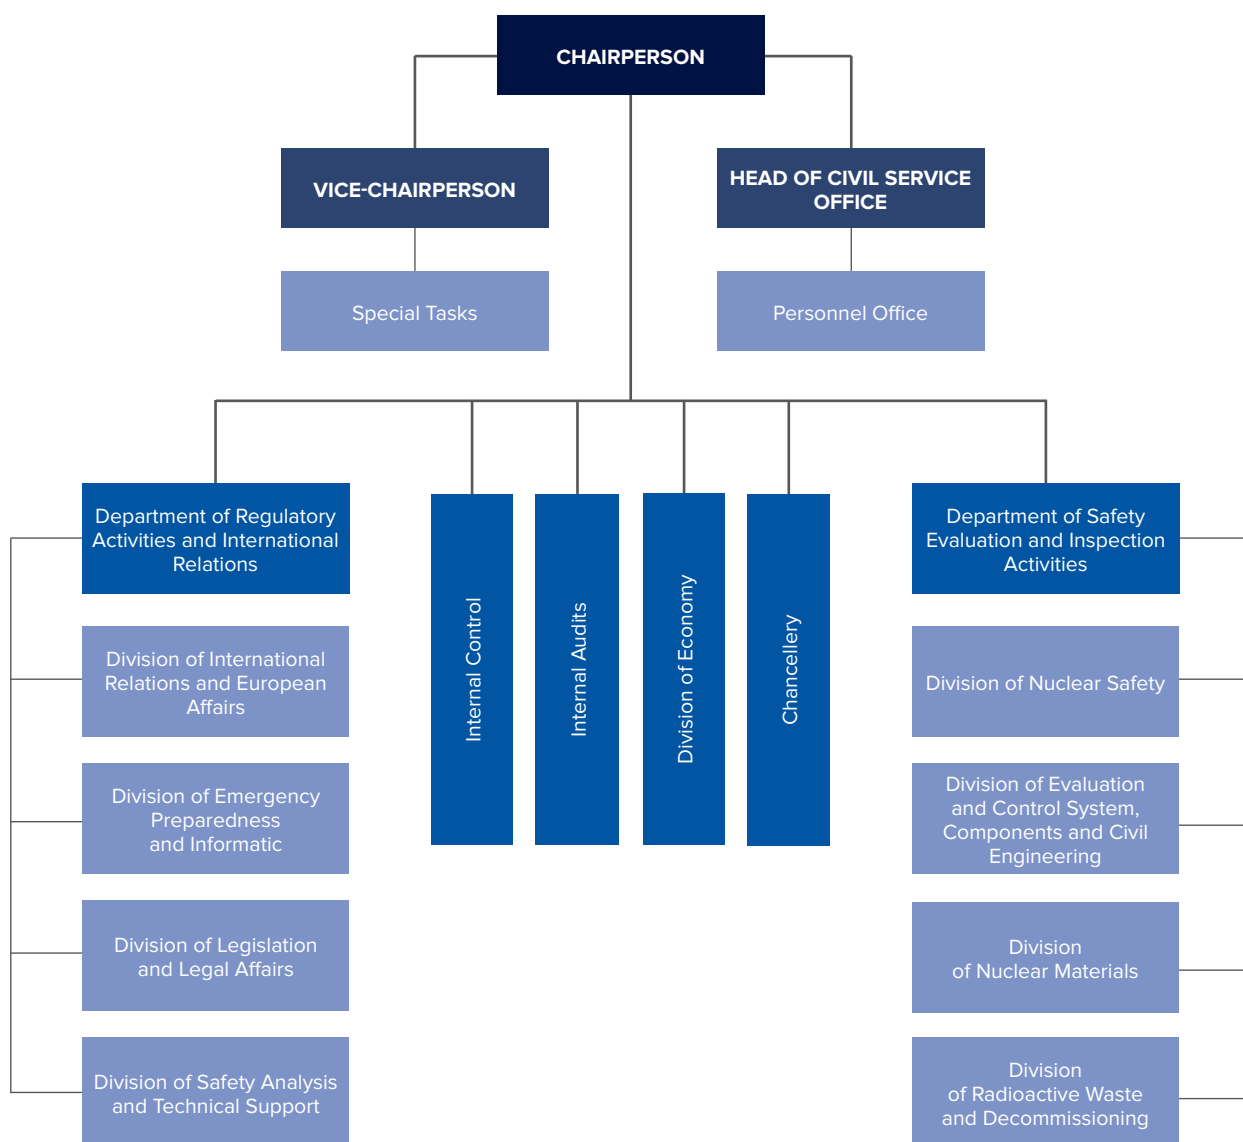 CHAIRPERSON
VICE-CHAIRPERSON
HEAD OF CIVIL SERVICE
OFFICE
Special Tasks
Personnel Office
Department of Regulatory
Activities and International
Relations
Division of International
Relations and European
Affairs
Division of Emergency
Preparedness
and Informatic
Division of Legislation
and Legal Affairs
Division of Safety Analysis
and Technical Support
Internal Control
Internal Audits
Division of Economy
Chancellery
Department of Safety
Evaluation and Inspection
Activities
Division of Nuclear Safety
Division of Evaluation
and Control System,
Components and Civil
Engineering
Division
of Nuclear Materials
Division
of Radioactive Waste
and Decommissioning